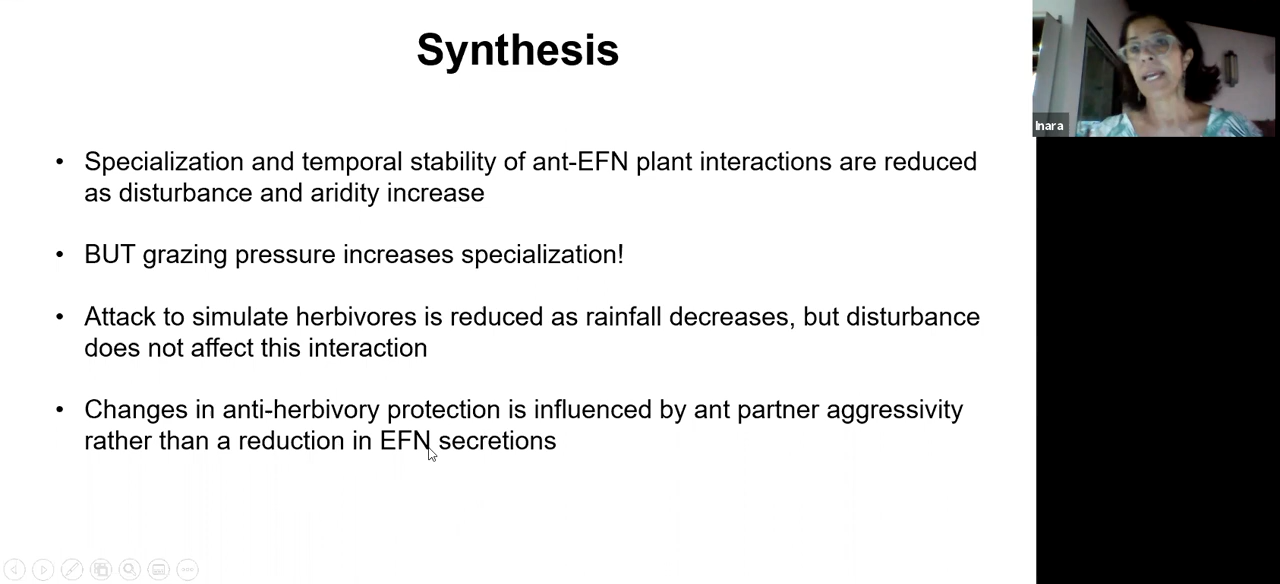 Synthesis
• Specialization and temporal stability of ant-EFN plant interactions are reduced
as disturbance and aridity increase
• BUT grazing pressure increases specialization!
• Attack to simulate herbivores is reduced as rainfall decreases, but disturbance
does not affect this interaction
• Changes in anti-herbivory protection is influenced by ant partner aggressivity
rather than a reduction in EFN secretions
Inara